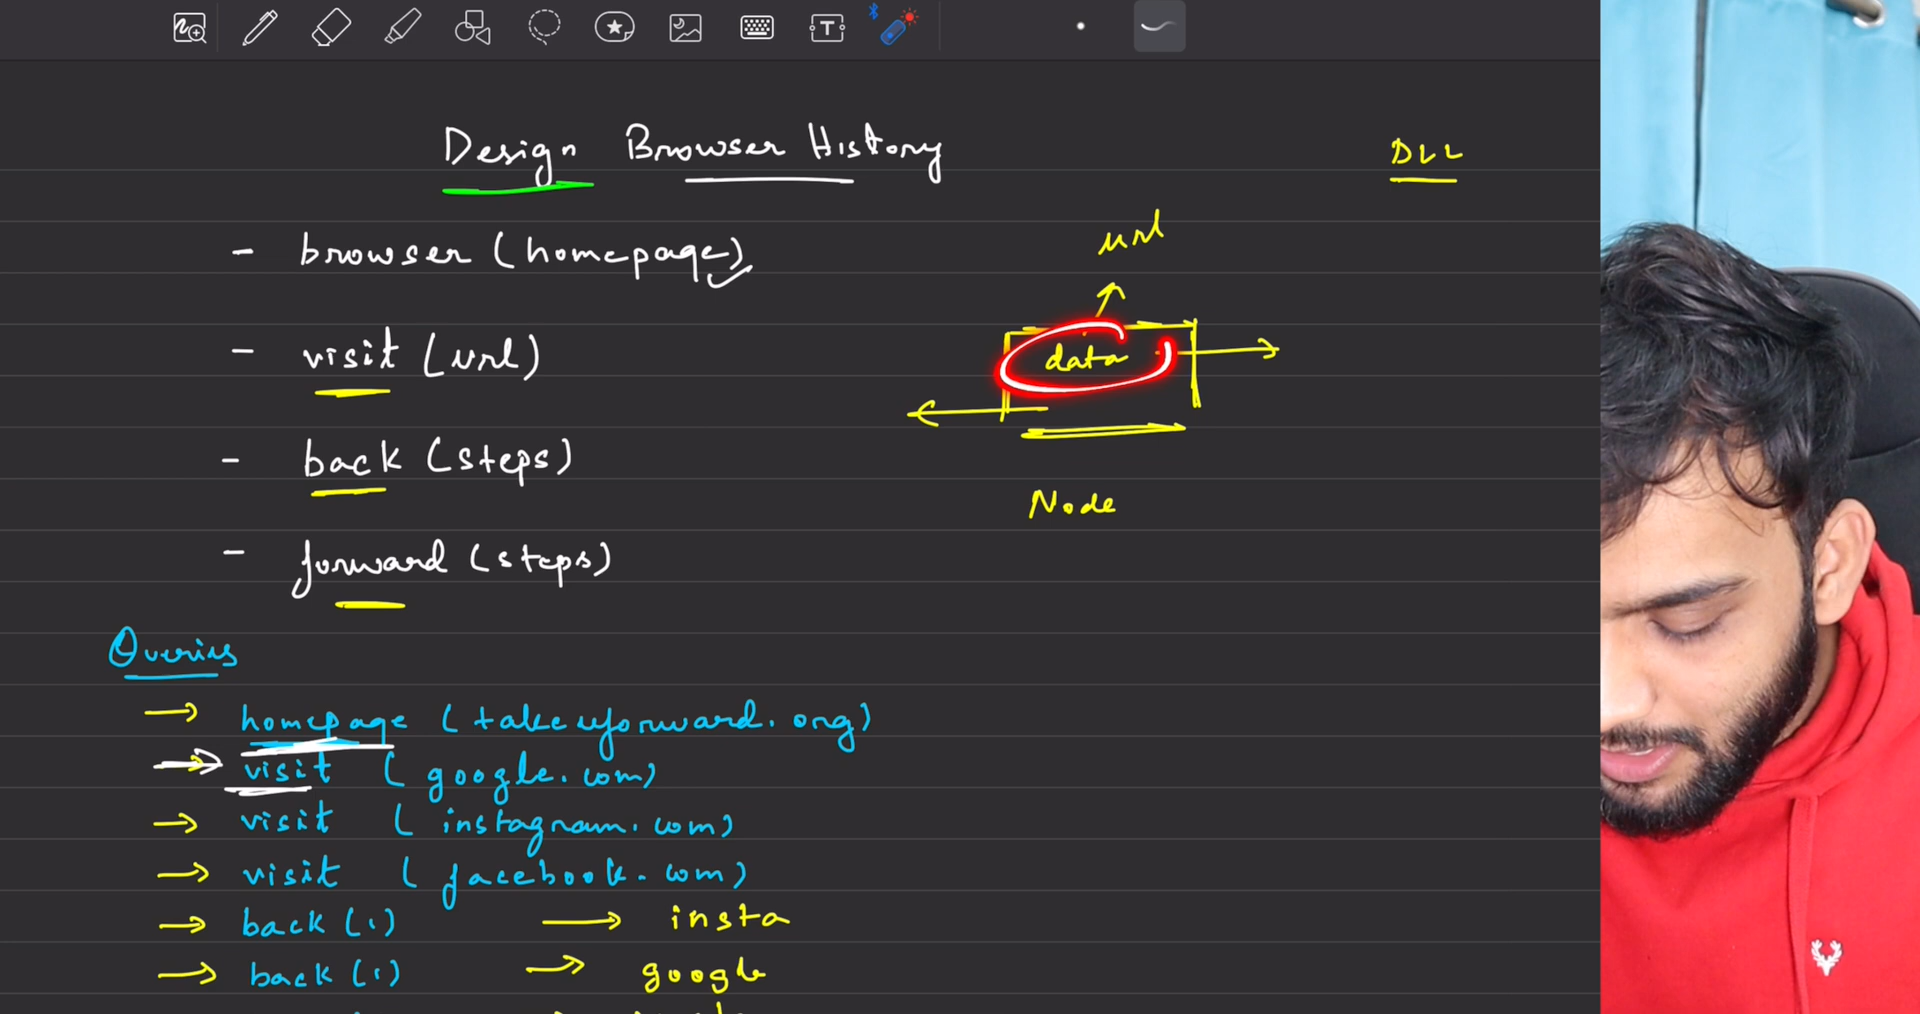 Design Browser History
DLL
- browser (homepage)
url
- visit (url)
data
- back (steps)
Node
- forward (steps)
Queries
→ homepage (takeuforward.org)
→ visit (google.com)
→ visit (instagram.com)
→ visit (facebook.com)
→ back (1) → insta
→ back (1) → google